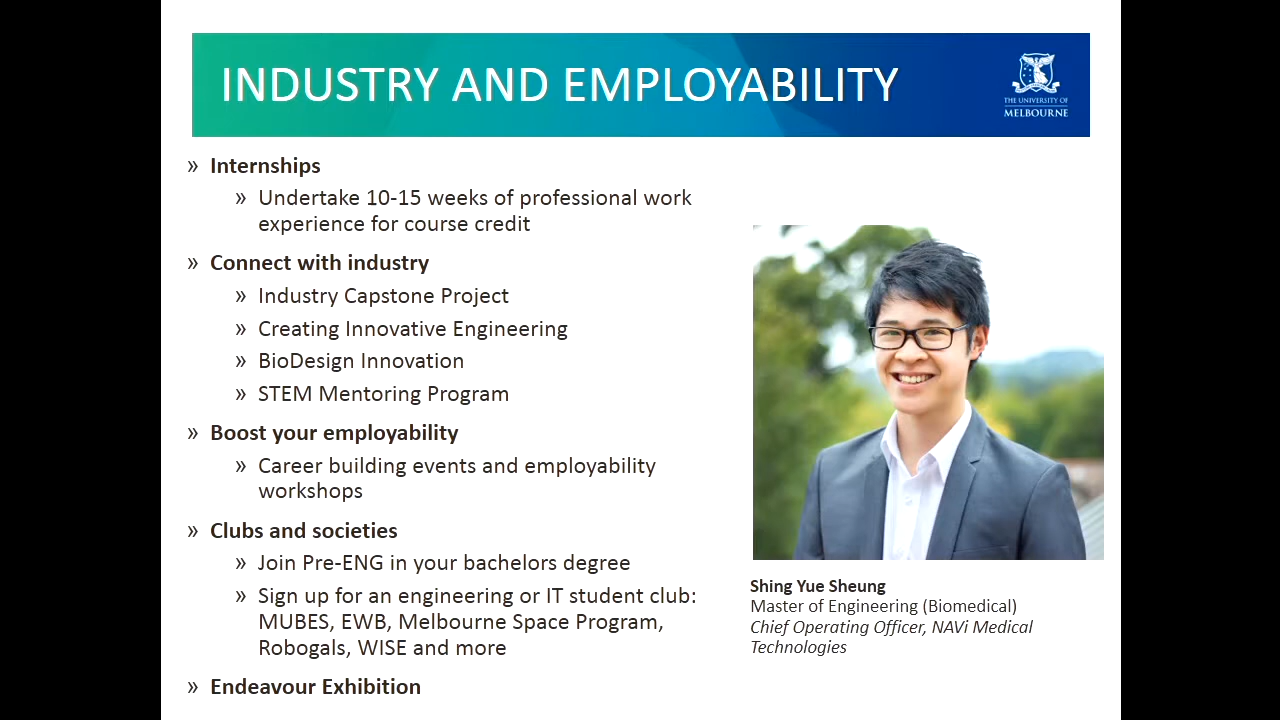 INDUSTRY AND EMPLOYABILITY
THE UNIVERSITY OF
MELBOURNE
» Internships
» Undertake 10-15 weeks of professional work
experience for course credit
» Connect with industry
» Industry Capstone Project
» Creating Innovative Engineering
» BioDesign Innovation
» STEM Mentoring Program
» Boost your employability
» Career building events and employability
workshops
» Clubs and societies
» Join Pre-ENG in your bachelors degree
» Sign up for an engineering or IT student club:
MUBES, EWB, Melbourne Space Program,
Robogals, WISE and more
» Endeavour Exhibition
Shing Yue Sheung
Master of Engineering (Biomedical)
Chief Operating Officer, NAVi Medical
Technologies